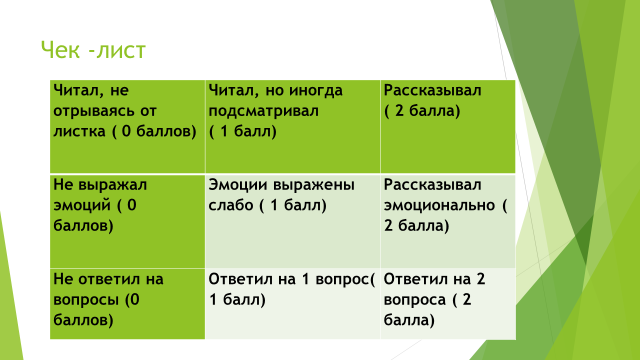 Чек -лист
Читал, не
отрываясь от
листка ( 0 баллов)
Читал, но иногда
подсматривал
( 1 балл)
Рассказывал
( 2 балла)
Не выражал
эмоций ( 0
баллов)
Эмоции выражены
слабо ( 1 балл)
Рассказывал
эмоционально (
2 балла)
Не ответил на
вопросы (0
баллов)
Ответил на 1 вопрос(
1 балл)
Ответил на 2
вопроса ( 2
балла)